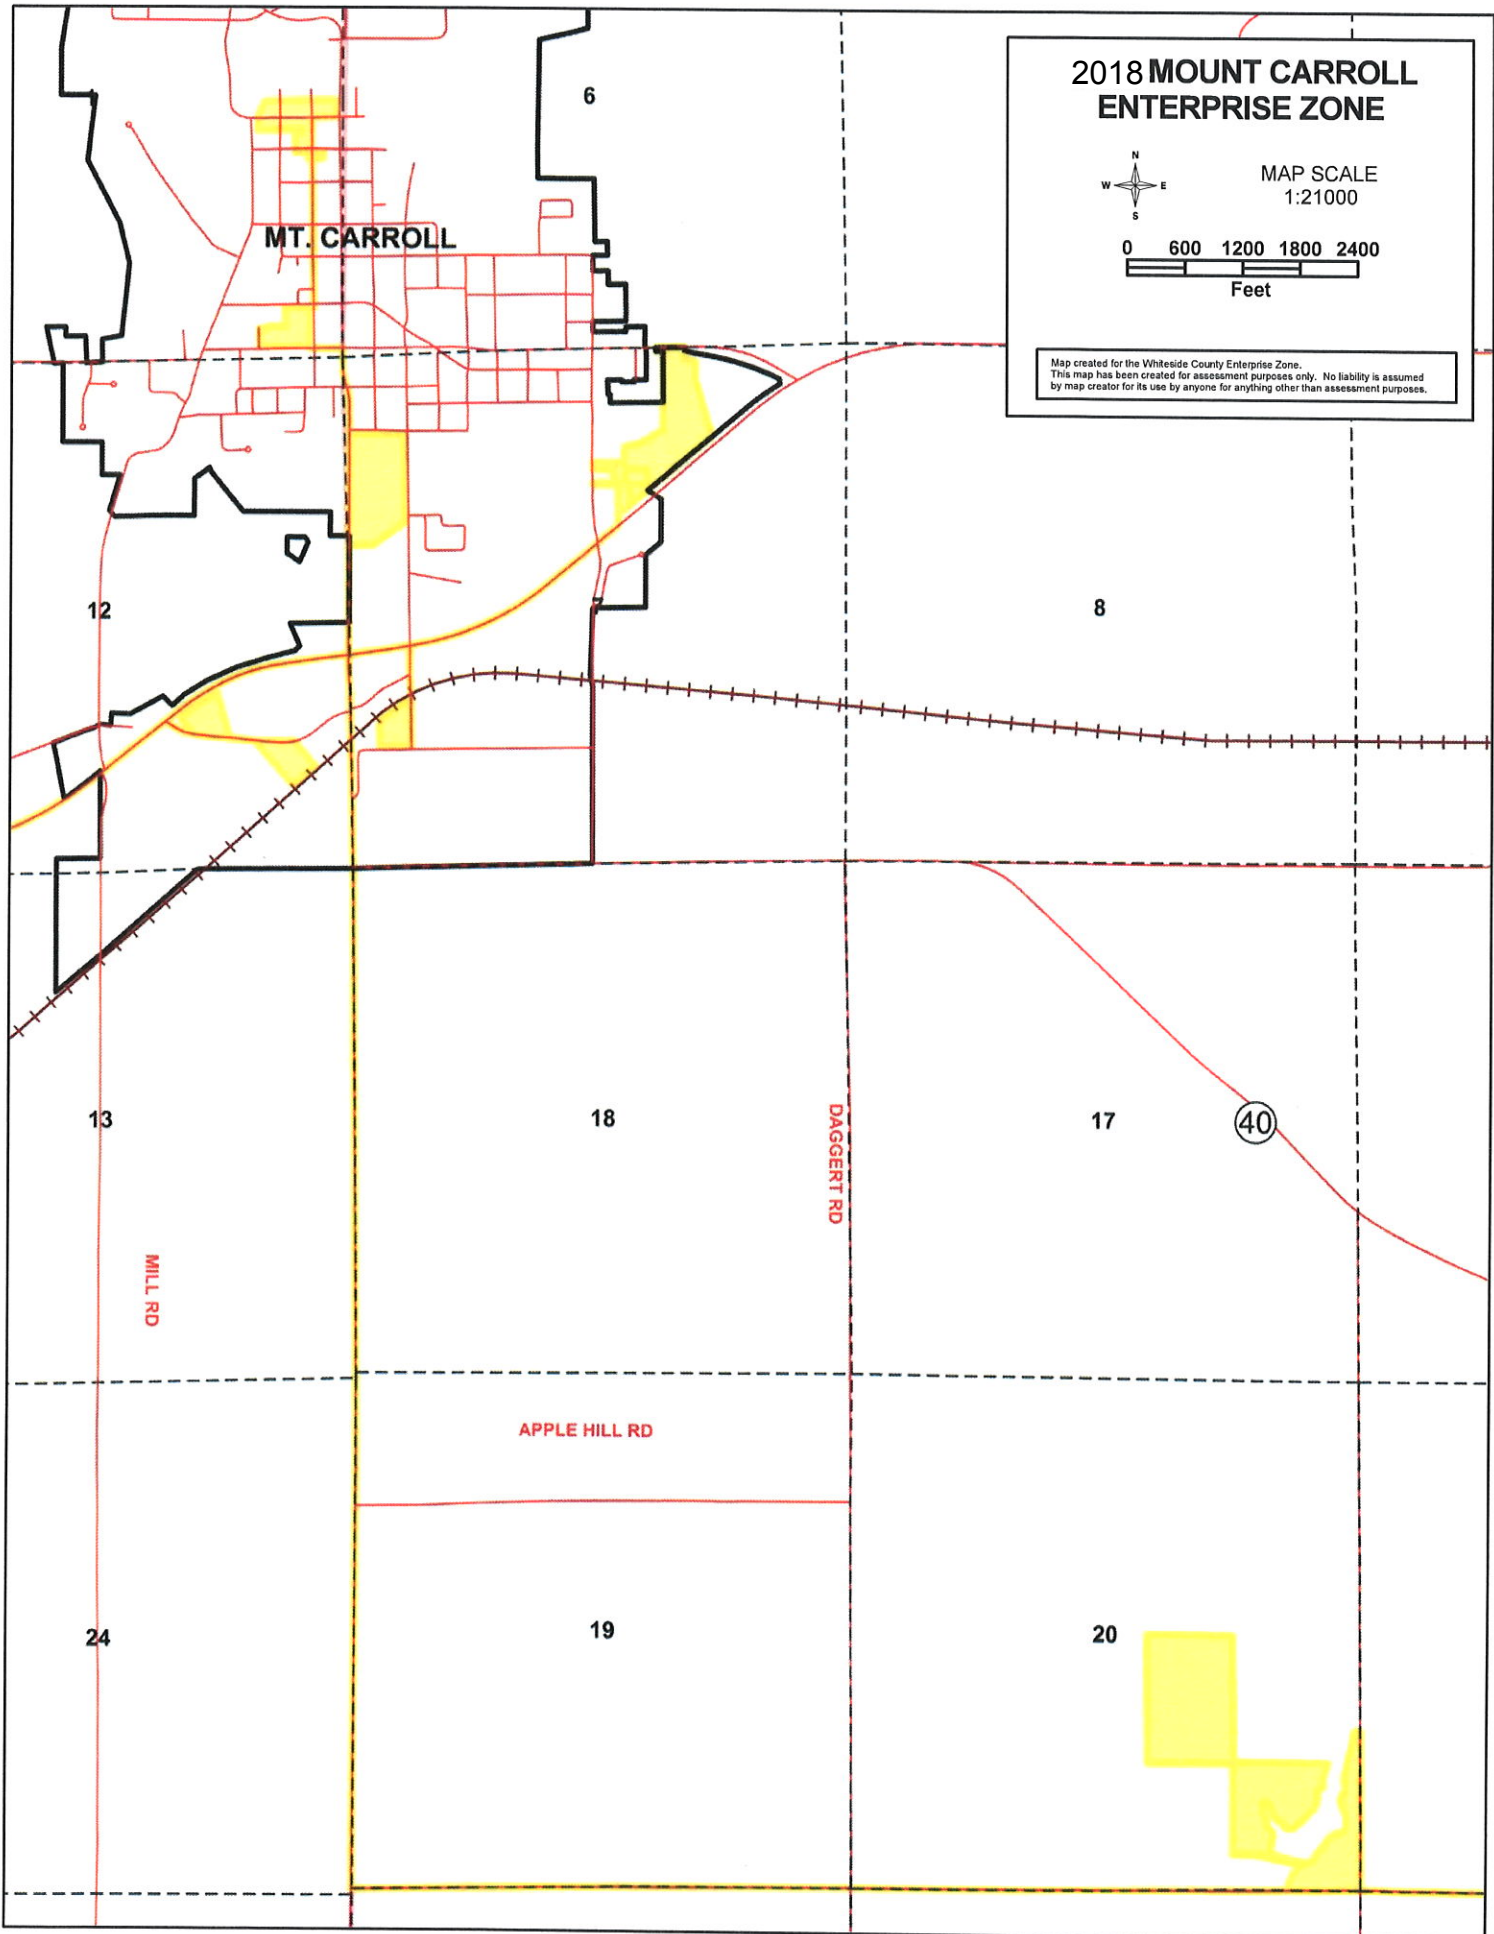 2018 MOUNT CARROLL
ENTERPRISE ZONE
N
W E
S
MAP SCALE
1:21000
0 600 1200 1800 2400
Feet
Map created for the Whiteside County Enterprise Zone.
This map has been created for assessment purposes only. No liability is assumed
by map creator for its use by anyone for anything other than assessment purposes.
6
MT. CARROLL
12
8
13
18
17
40
DAGGERT RD
MILL RD
APPLE HILL RD
24
19
20